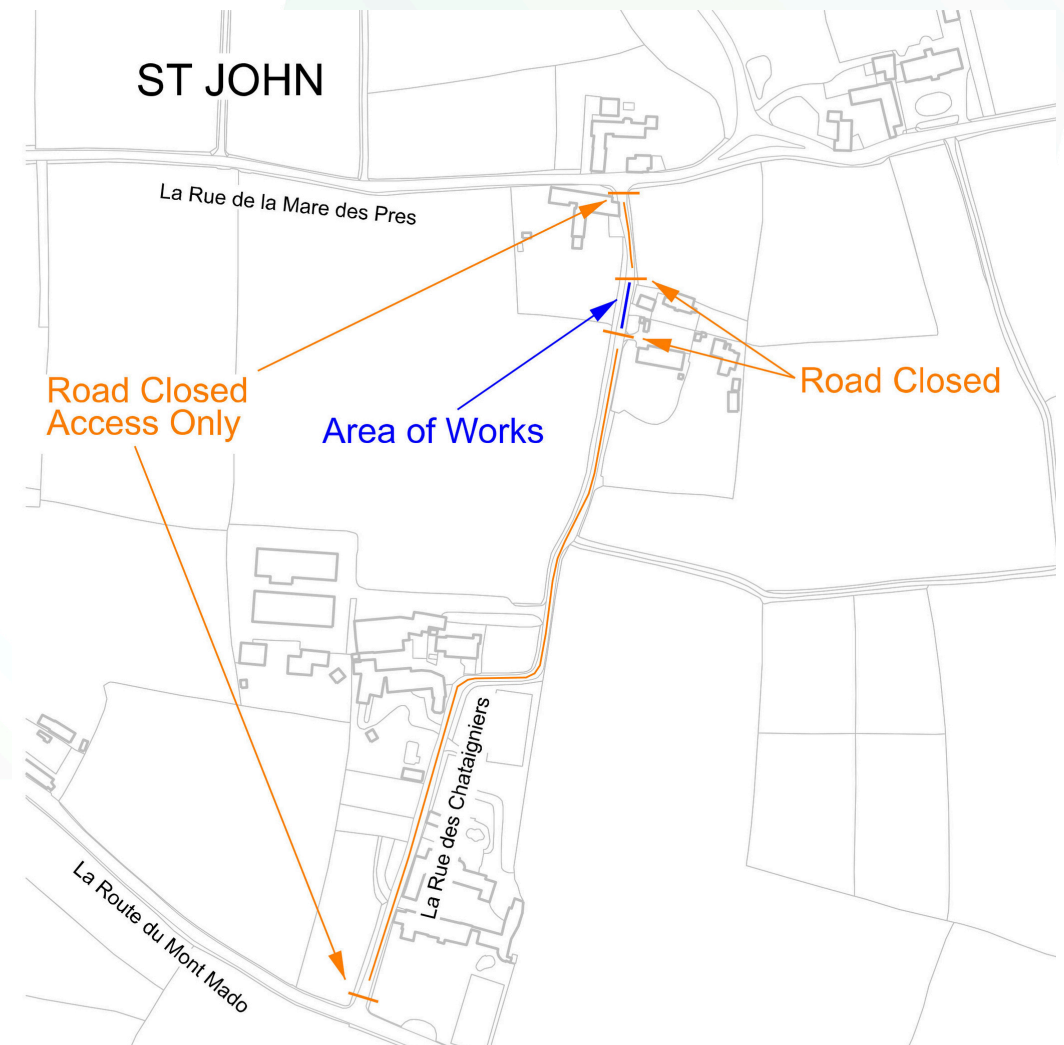 ST JOHN
La Rue de la Mare des Pres
Road Closed
Access Only
Area of Works
Road Closed
La Rue des Chataigniers
La Route du Mont Mado